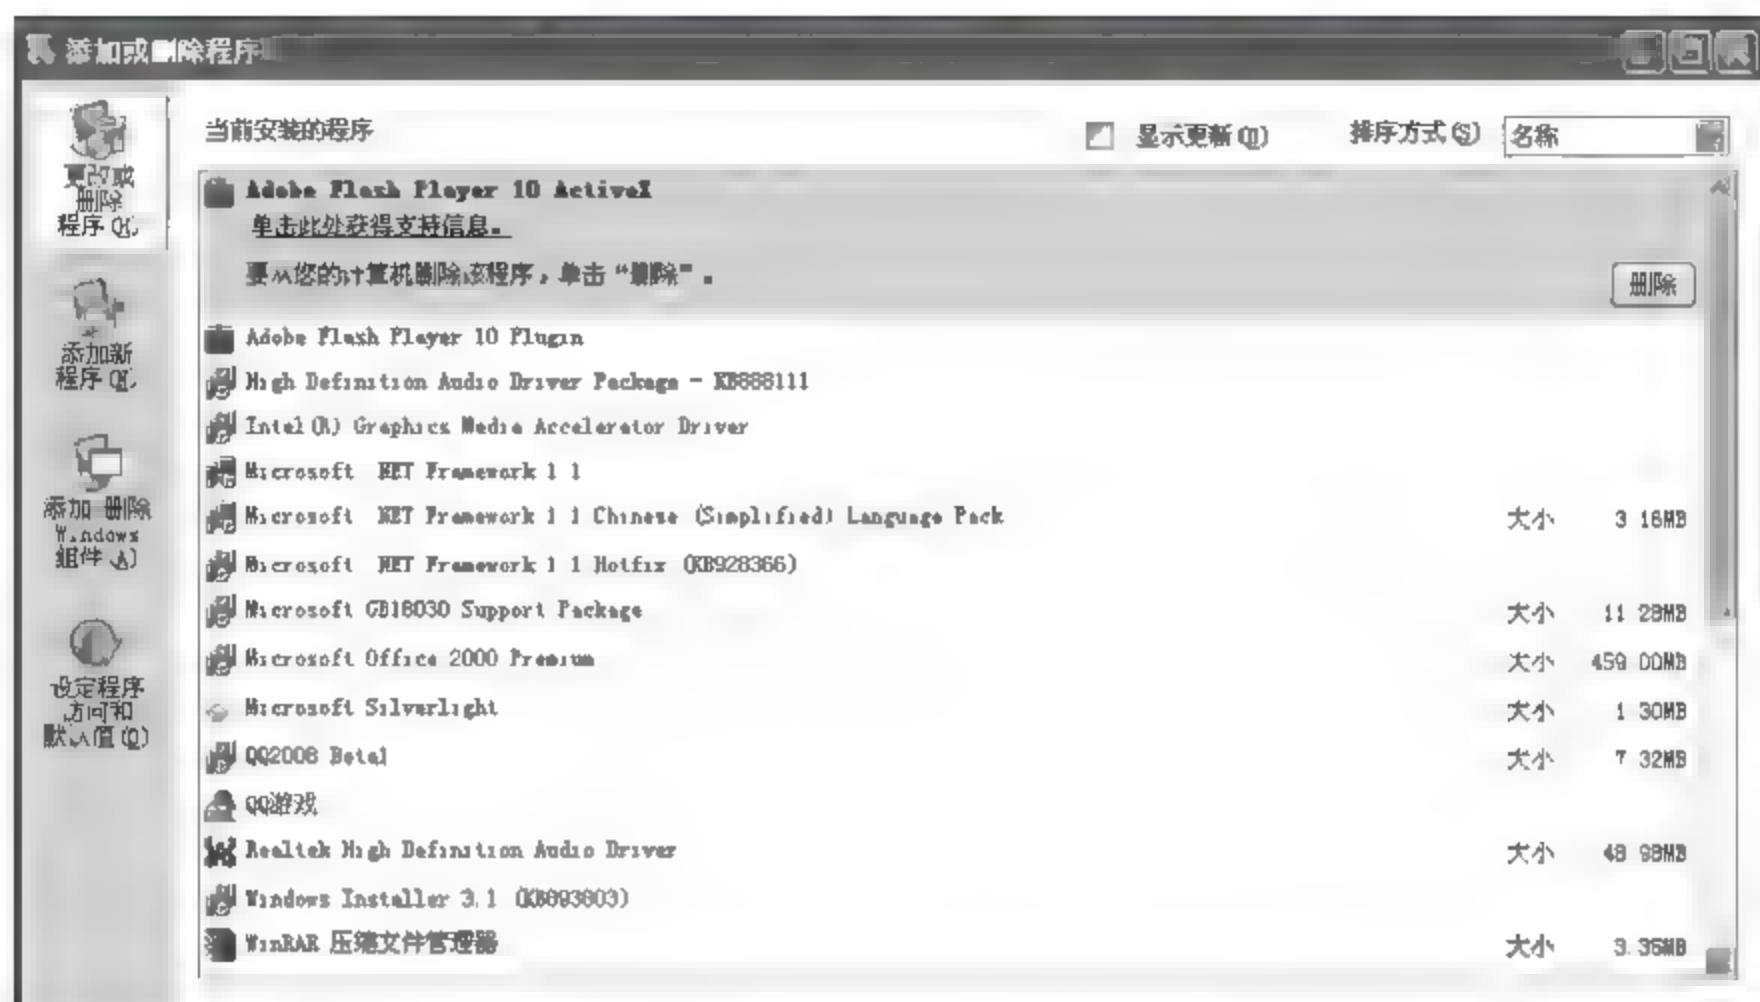 添加或删除程序
当前安装的程序
显示更新(U)
排序方式(S)
名称
更改或
删除
程序(H)
添加新
程序(N)
添加 删除
Windows
组件(A)
设定程序
访问和
默认值(O)
Adobe Flash Player 10 ActiveX
单击此处获得支持信息。
要从您的计算机删除该程序，单击“删除”。
删除
Adobe Flash Player 10 Plugin
High Definition Audio Driver Package - KB888111
Intel(R) Graphics Media Accelerator Driver
Microsoft .NET Framework 1.1
Microsoft .NET Framework 1.1 Chinese (Simplified) Language Pack 大小 3.16MB
Microsoft .NET Framework 1.1 Hotfix (KB928366)
Microsoft GB18030 Support Package 大小 11.28MB
Microsoft Office 2000 Premium 大小 459.00MB
Microsoft Silverlight 大小 1.30MB
QQ2008 Beta1 大小 7.32MB
QQ游戏
Realtek High Definition Audio Driver 大小 48.98MB
Windows Installer 3.1 (KB893803)
WinRAR 压缩文件管理器 大小 3.35MB